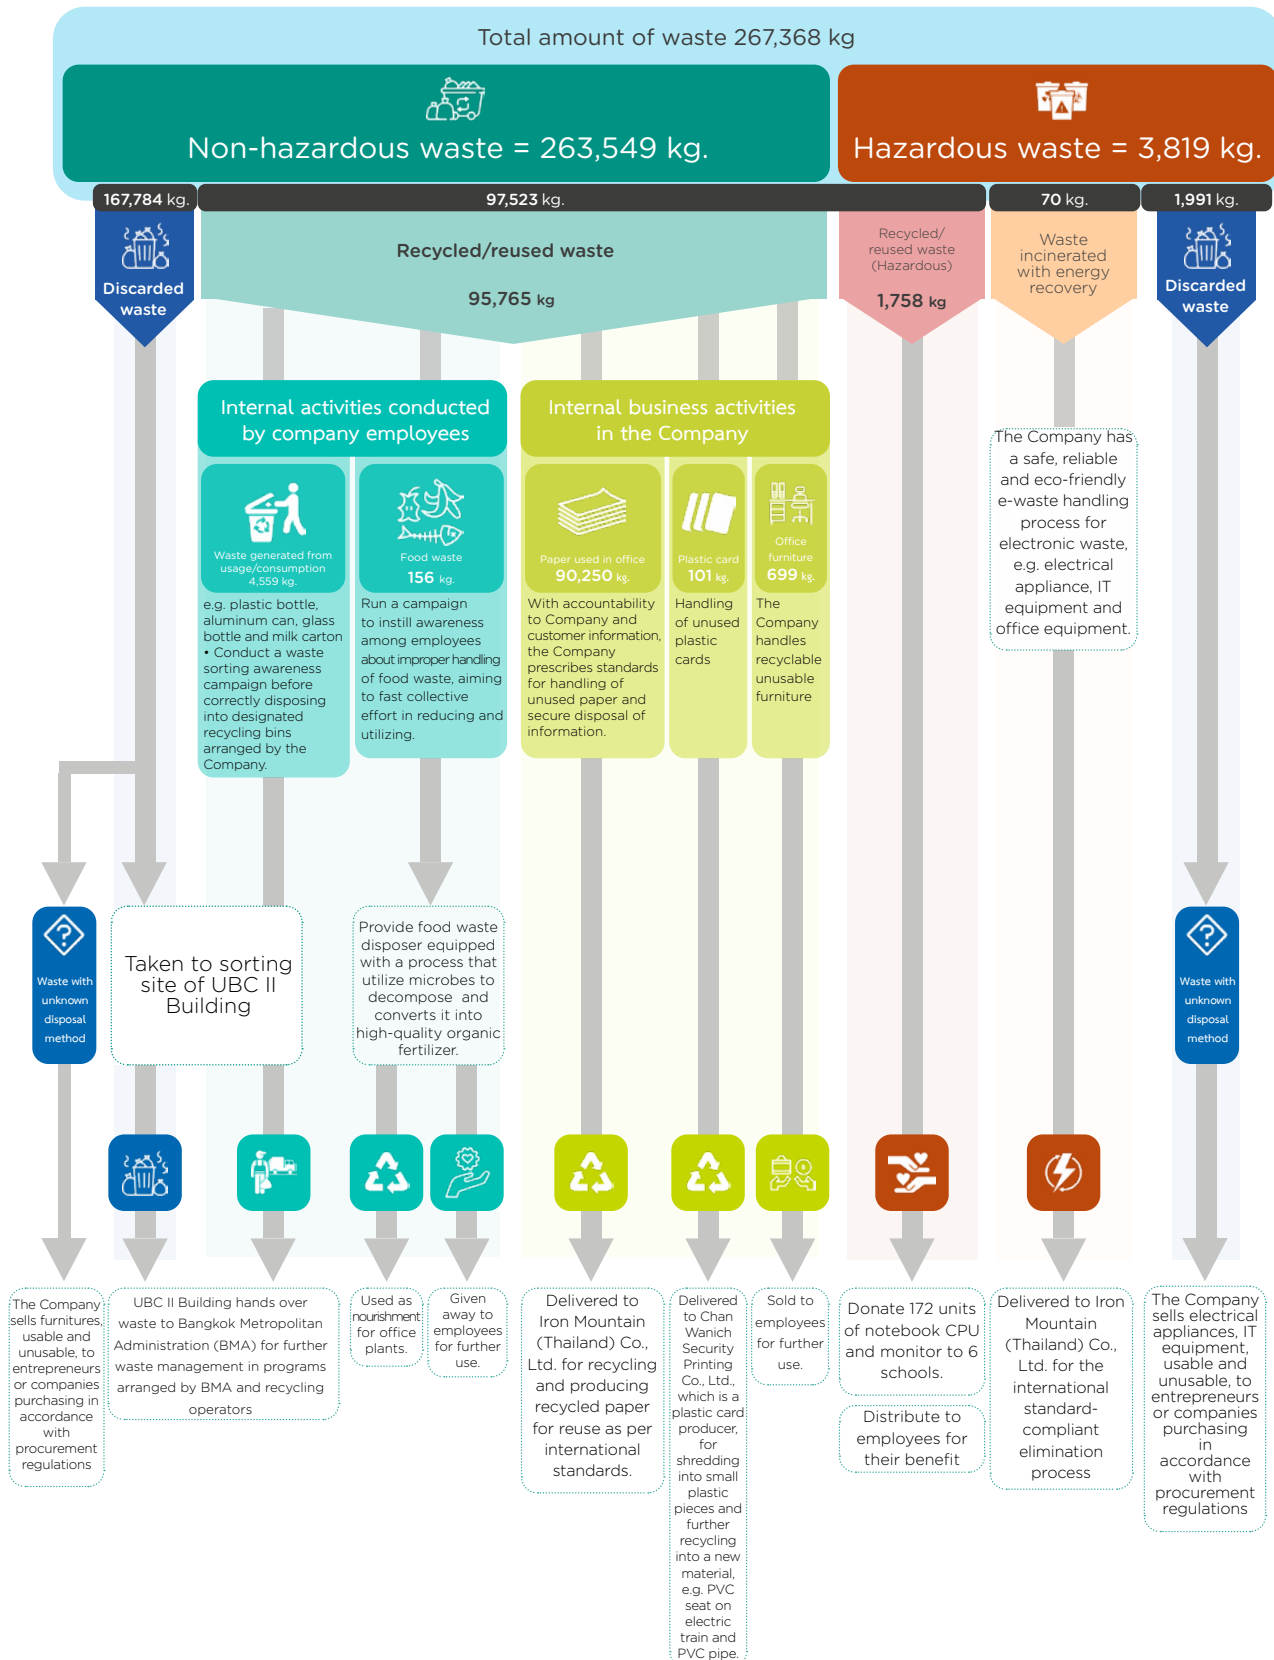 Total amount of waste 267,368 kg
Non-hazardous waste = 263,549 kg.
Hazardous waste = 3,819 kg.
167,784 kg.
97,523 kg.
70 kg.
1,991 kg.
Discarded
waste
Recycled/reused waste
95,765 kg
Recycled/
reused waste
(Hazardous)
1,758 kg
Waste
incinerated
with energy
recovery
Discarded
waste
Internal activities conducted
by company employees
Internal business activities
in the Company
Waste generated from
usage/consumption
4,559 kg.
e.g. plastic bottle,
aluminum can, glass
bottle and milk carton
• Conduct a waste
sorting awareness
campaign before
correctly disposing
into designated
recycling bins
arranged by the
Company.
Food waste
156 kg.
Run a campaign
to instill awareness
among employees
about improper handling
of food waste, aiming
to fast collective
effort in reducing and
utilizing.
Paper used in office
90,250 kg.
With accountability
to Company and
customer information,
the Company
prescribes standards
for handling of
unused paper and
secure disposal of
information.
Plastic card
101 kg.
Handling
of unused
plastic
cards
Office
furniture
699 kg.
The
Company
handles
recyclable
unusable
furniture
The Company has
a safe, reliable
and eco-friendly
e-waste handling
process for
electronic waste,
e.g. electrical
appliance, IT
equipment and
office equipment.
Waste with
unknown
disposal
method
Taken to sorting
site of UBC II
Building
Provide food waste
disposer equipped
with a process that
utilize microbes to
decompose and
converts it into
high-quality organic
fertilizer.
Waste with
unknown
disposal
method
The Company
sells furnitures,
usable and
unusable, to
entrepreneurs
or companies
purchasing in
accordance
with
procurement
regulations
UBC II Building hands over
waste to Bangkok Metropolitan
Administration (BMA) for further
waste management in programs
arranged by BMA and recycling
operators
Used as
nourishment
for office
plants.
Given
away to
employees
for further
use.
Delivered to
Iron Mountain
(Thailand) Co.,
Ltd. for recycling
and producing
recycled paper
for reuse as per
international
standards.
Delivered
to Chan
Wanich
Security
Printing
Co., Ltd.,
which is a
plastic card
producer,
for
shredding
into small
plastic
pieces and
further
recycling
into a new
material,
e.g. PVC
seat on
electric
train and
PVC pipe.
Sold to
employees
for further
use.
Donate 172 units
of notebook CPU
and monitor to 6
schools.
Distribute to
employees for
their benefit
Delivered to Iron
Mountain
(Thailand) Co.,
Ltd. for the
international
standard-
compliant
elimination
process
The Company
sells electrical
appliances, IT
equipment,
usable and
unusable, to
entrepreneurs
or companies
purchasing
in
accordance
with
procurement
regulations